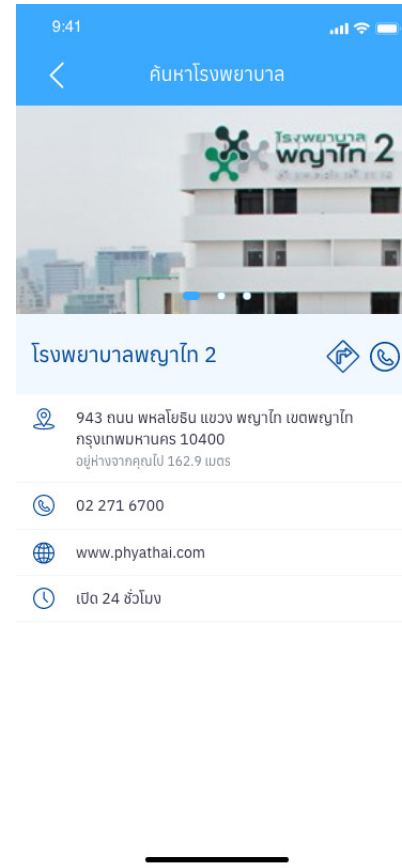 9:41
ค้นหาโรงพยาบาล
โรงพยาบาล
พญาไท 2
โรงพยาบาลพญาไท 2
943 ถนน พหลโยธิน แขวง พญาไท เขตพญาไท
กรุงเทพมหานคร 10400
อยู่ห่างจากคุณไป 162.9 เมตร
02 271 6700
www.phyathai.com
เปิด 24 ชั่วโมง